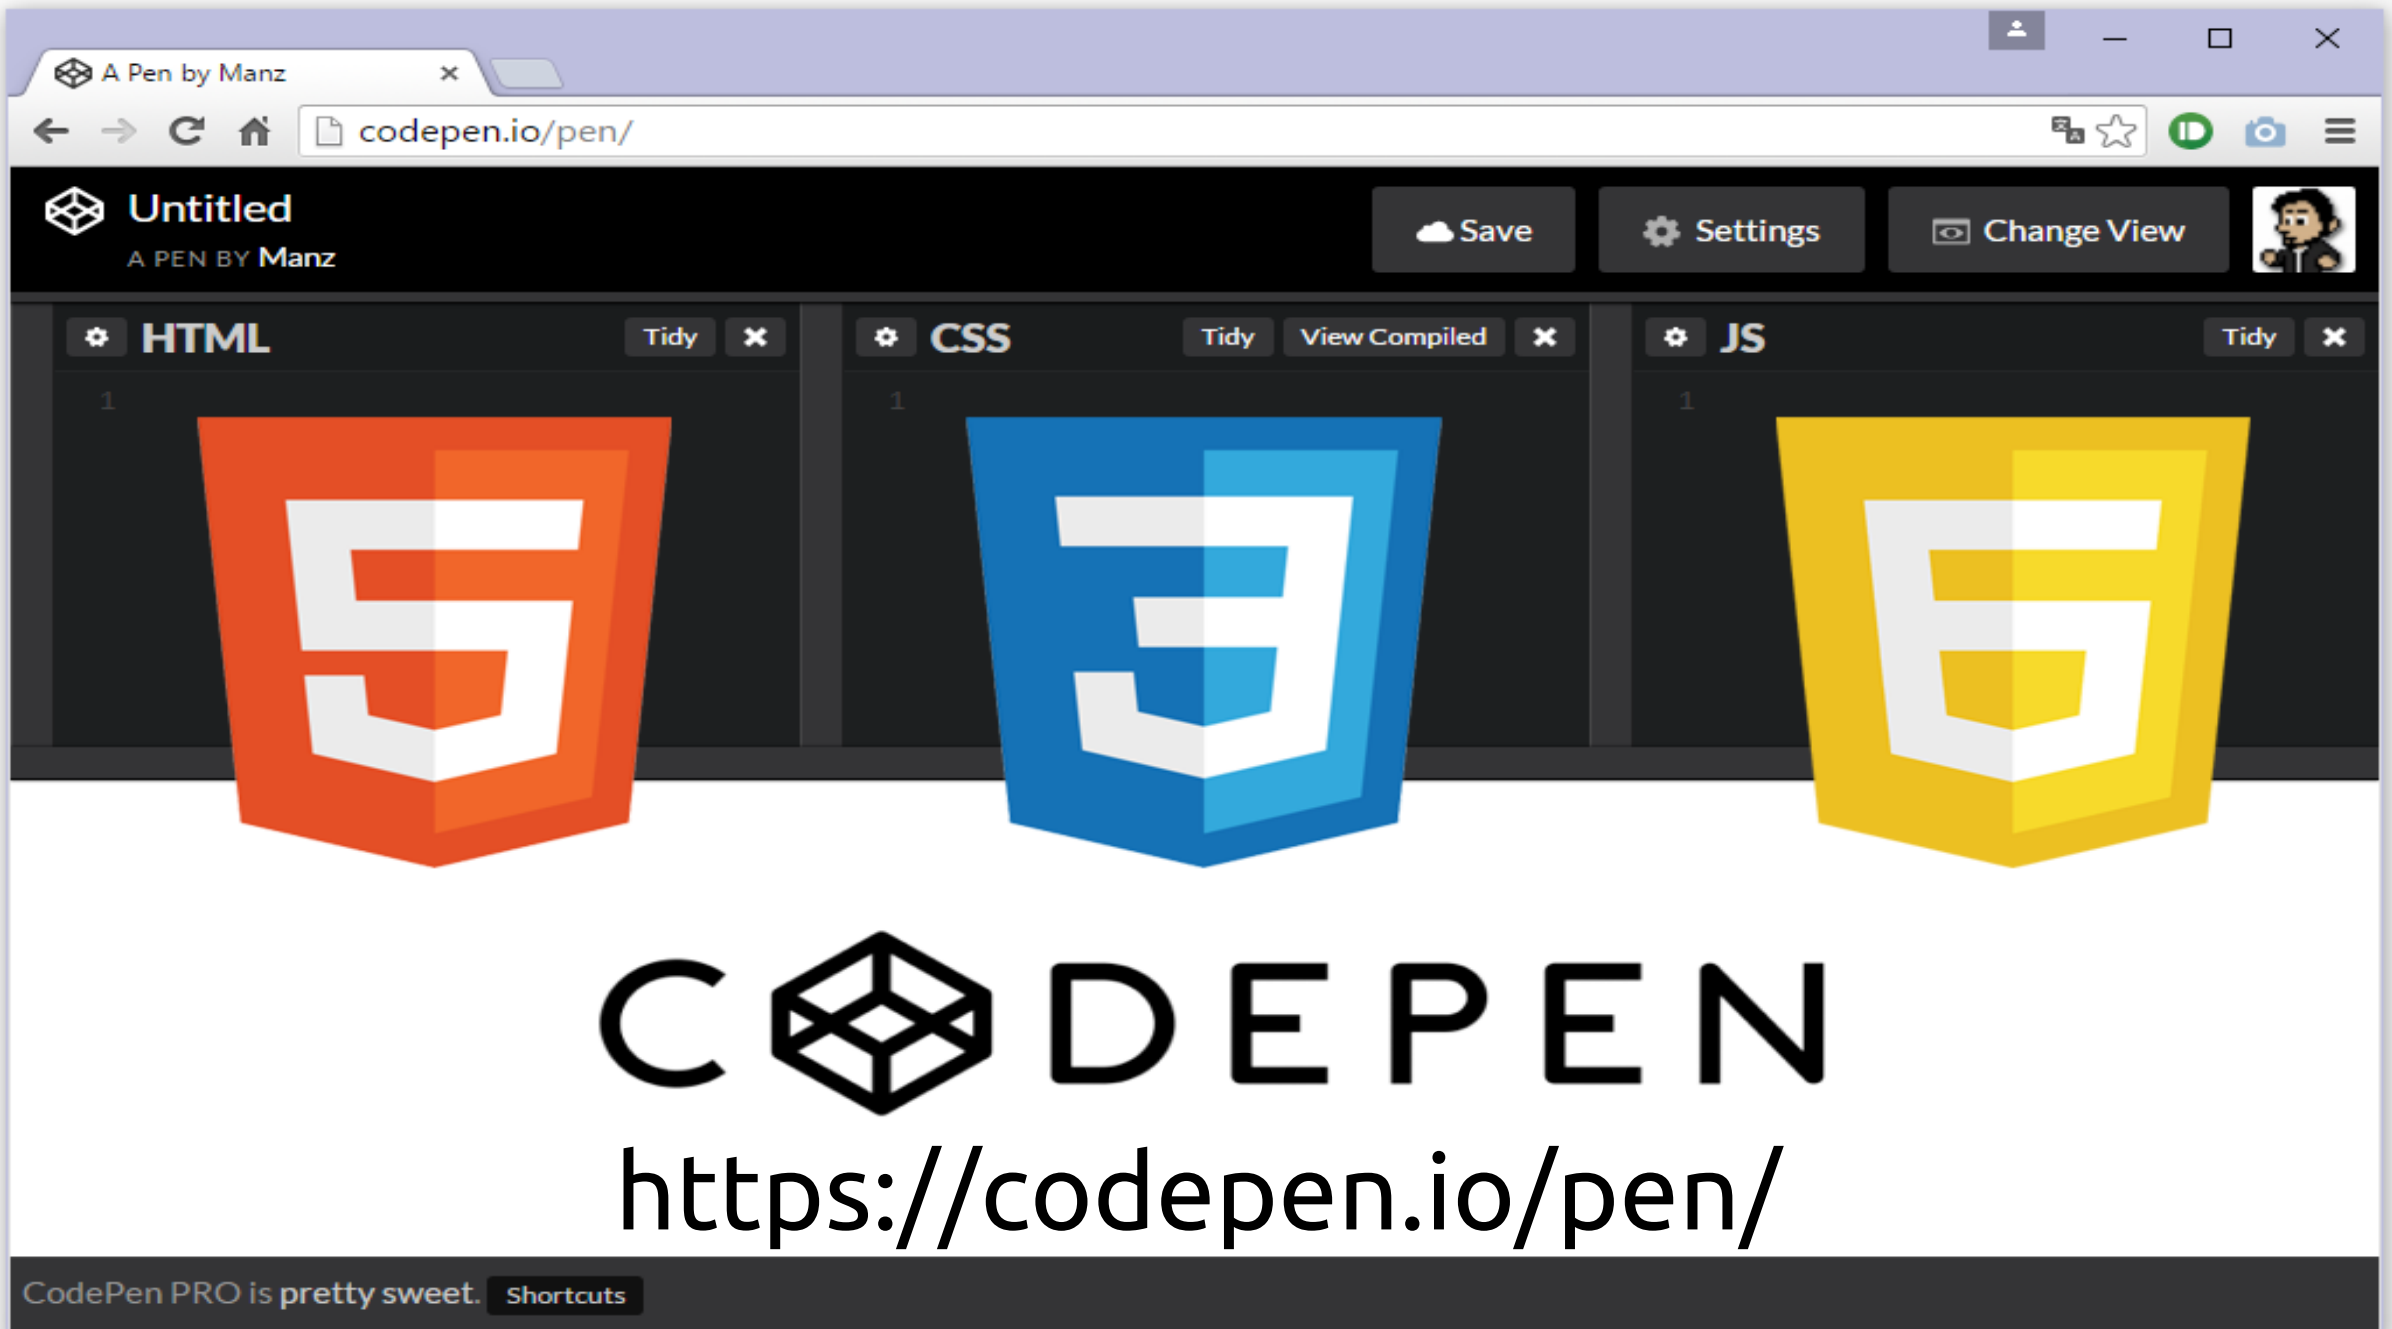 A Pen by Manz
codepen.io/pen/
Untitled
A PEN BY Manz
Save
Settings
Change View
HTML
Tidy
CSS
Tidy
View Compiled
JS
Tidy
1
1
1
5
3
6
CODEPEN
https://codepen.io/pen/
CodePen PRO is pretty sweet. Shortcuts